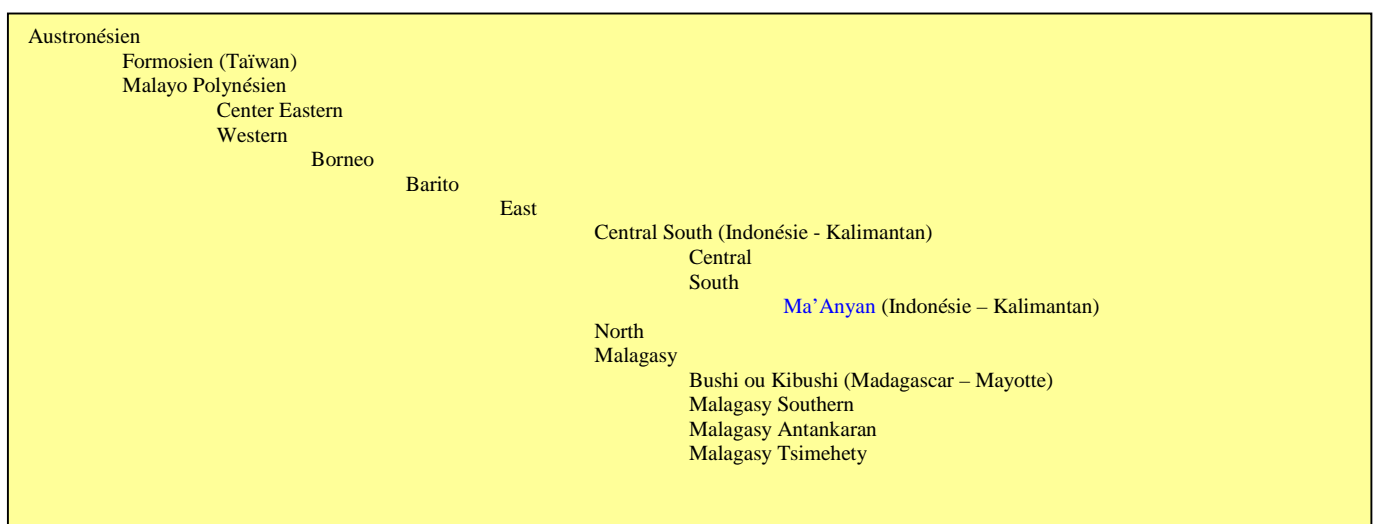 Austronésien
Formosien (Taïwan)
Malayo Polynésien
Center Eastern
Western
Borneo
Barito
East
Central South (Indonésie - Kalimantan)
Central
South
Ma’Anyan (Indonésie – Kalimantan)
North
Malagasy
Bushi ou Kibushi (Madagascar – Mayotte)
Malagasy Southern
Malagasy Antankaran
Malagasy Tsimehety